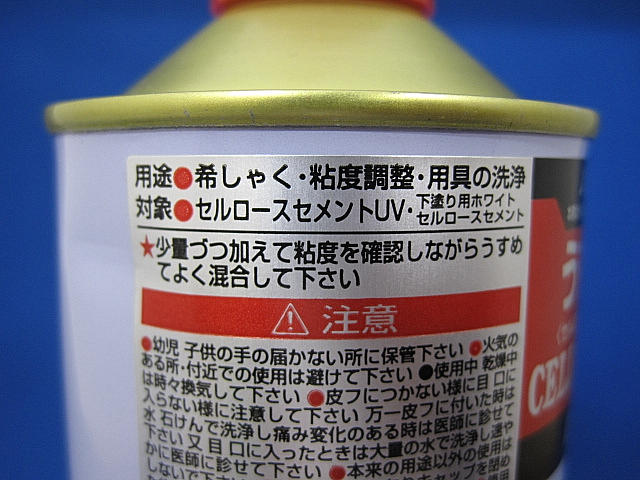 用途●希しゃく・粘度調整・用具の洗浄
対象●セルロースセメントUV・下塗り用ホワイト
セルロースセメント
★少量づつ加えて粘度を確認しながらうすめ
てよく混合して下さい
注意
●幼児 子供の手の届かない所に保管下さい ●火気の
ある所・付近での使用は避けて下さい ●使用中 乾燥中
は時々換気して下さい ●皮フにつかない様に目 口に
入らない様に注意して下さい 万一皮フに付いた時は
水 石けんで洗浄し痛み変化のある時は医師に診せて
下さい 又目 口に入ったときは大量の水で洗浄し速や
かに医師に診せて下さい ●本来の用途以外の使用は
しないで下さい
キャップを閉め
う
CEL